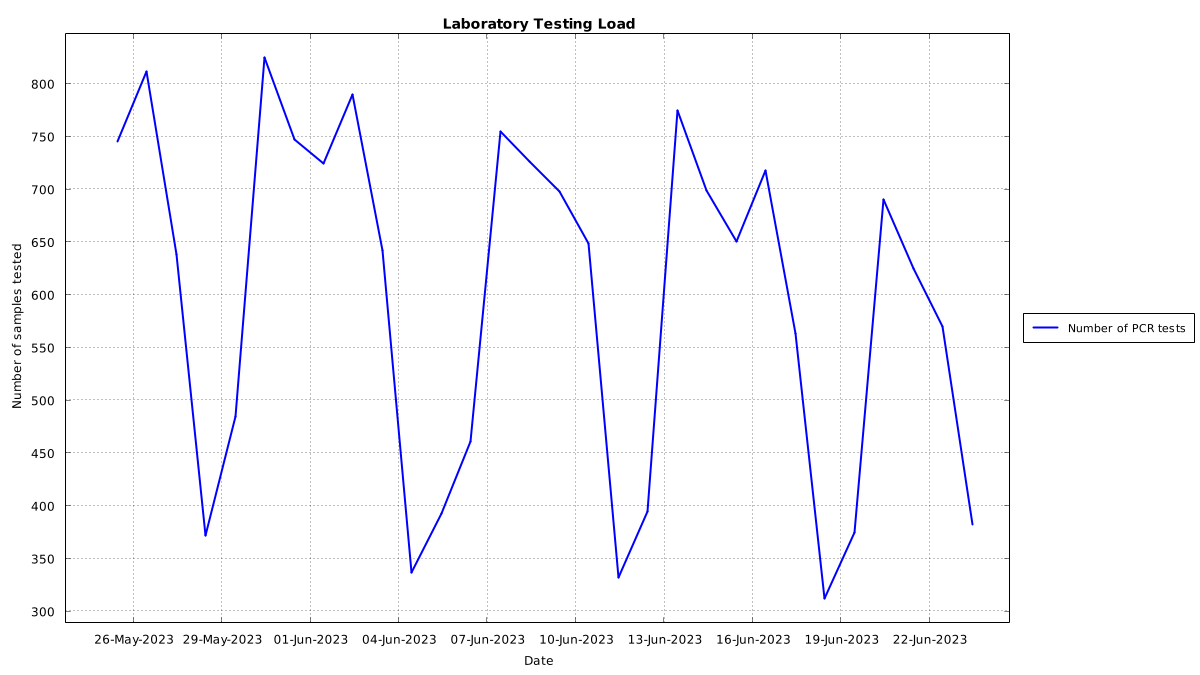 Laboratory Testing Load
800
750
700
650
600
550
500
450
400
350
300
Number of samples tested
26-May-2023 29-May-2023 01-Jun-2023 04-Jun-2023 07-Jun-2023 10-Jun-2023 13-Jun-2023 16-Jun-2023 19-Jun-2023 22-Jun-2023
Date
Number of PCR tests